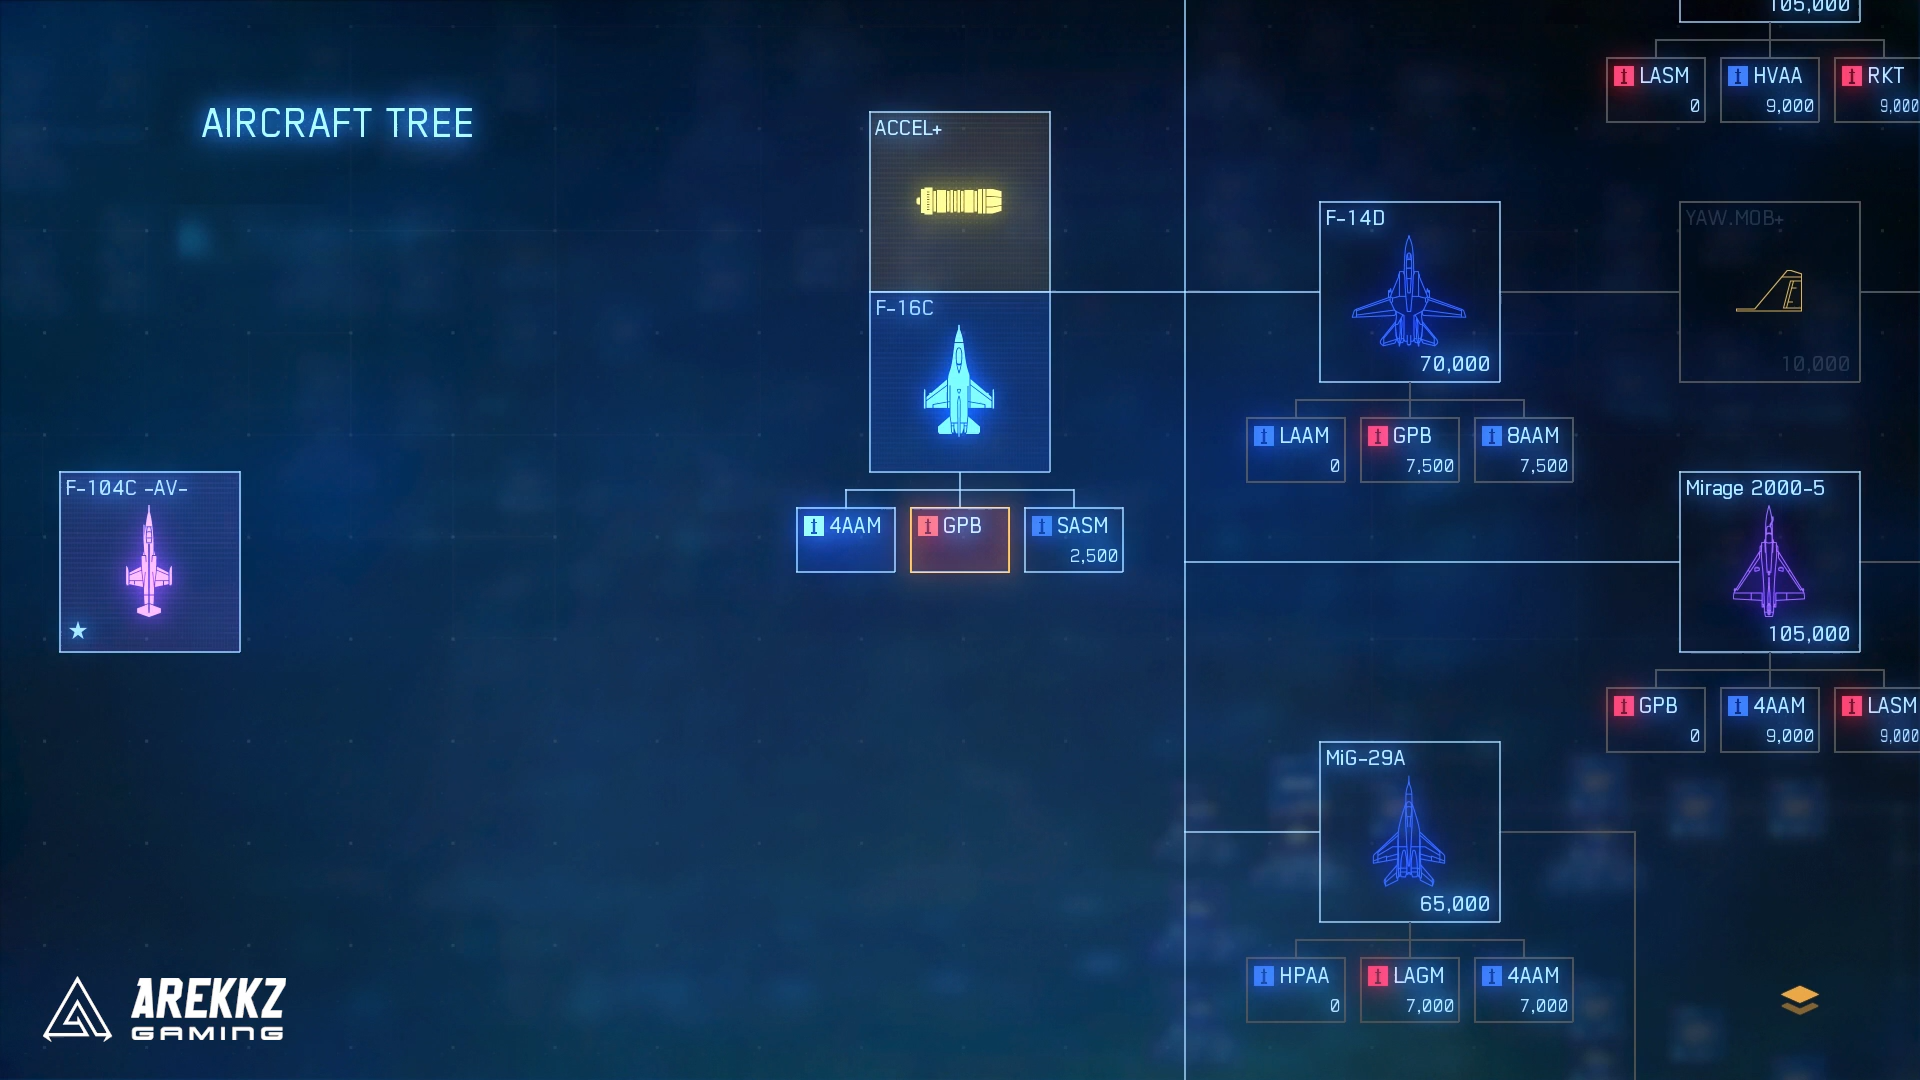 AIRCRAFT TREE
105,000
LASM
0
HVAA
9,000
RKT
9,000
ACCEL+
F-16C
4AAM
GPB
SASM
2,500
F-104C -AV-
F-14D
70,000
LAAM
0
GPB
7,500
8AAM
7,500
YAW.MOB+
10,000
Mirage 2000-5
105,000
GPB
0
4AAM
9,000
LASM
9,000
MiG-29A
65,000
HPAA
0
LAGM
7,000
4AAM
7,000
AREKKZ
GAMING